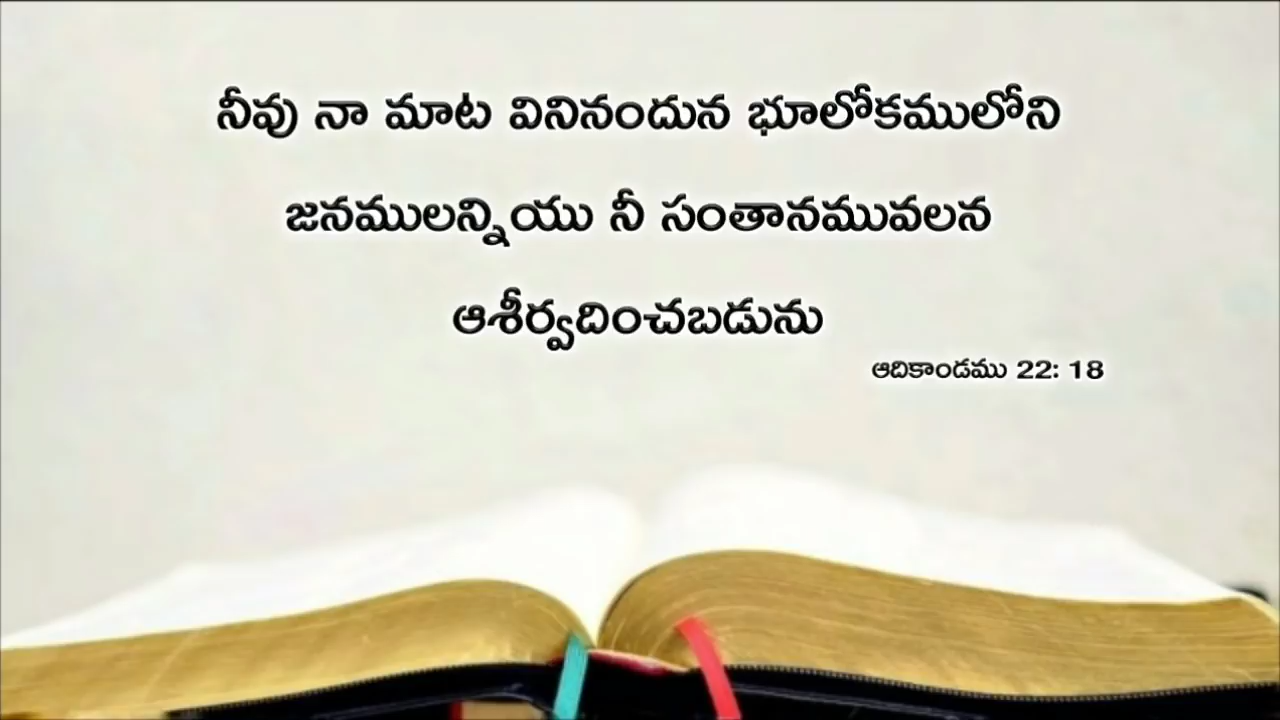 నీవు నా మాట వినినందున భూలోకములోని
జనములన్నియు నీ సంతానమువలన
ఆశీర్వదించబడును
ఆదికాండము 22: 18